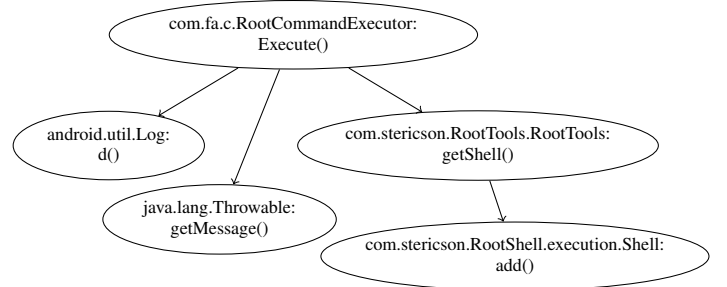 com.fa.c.RootCommandExecutor:
Execute()
android.util.Log:
d()
com.stericson.RootTools.RootTools:
getShell()
java.lang.Throwable:
getMessage()
com.stericson.RootShell.execution.Shell:
add()